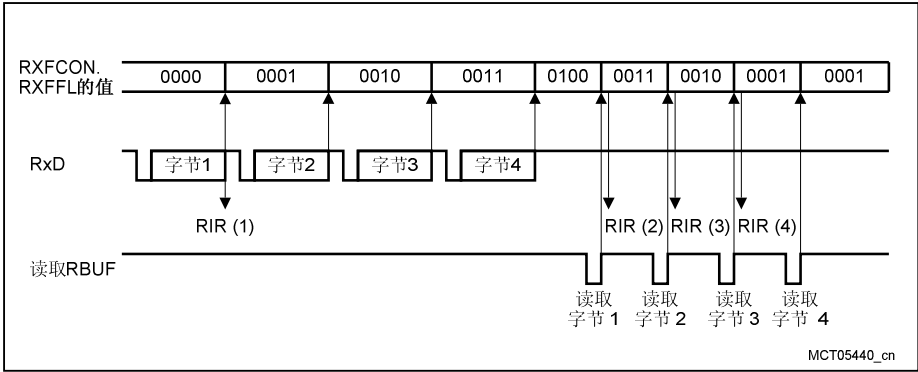 RXFCON.
RXFFL的值
0000 0001 0010 0011 0100 0011 0010 0001 0001
RxD
字节1 字节2 字节3 字节4
RIR (1) RIR (2) RIR (3) RIR (4)
读取RBUF
读取 读取 读取 读取
字节 1 字节 2 字节 3 字节 4
MCT05440_cn